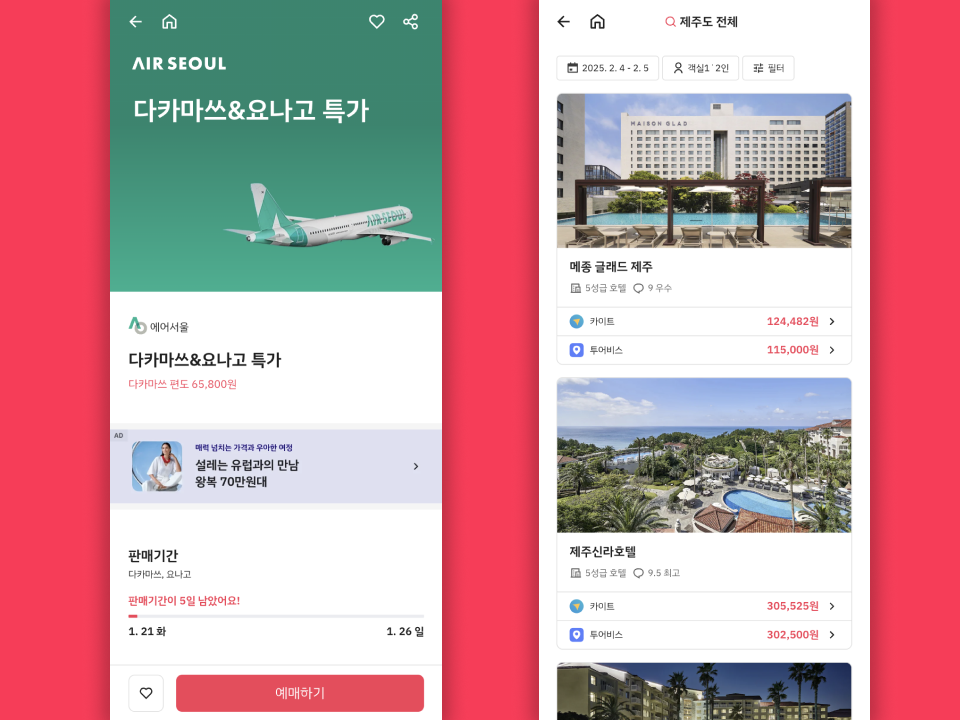 AIR SEOUL
다카마쓰&요나고 특가
AIR SEOUL
에어서울
다카마쓰&요나고 특가
다카마쓰 편도 65,800원
AD
매력 넘치는 가격과 우아한 여정
설레는 유럽과의 만남
왕복 70만원대
판매기간
다카마쓰, 요나고
판매기간이 5일 남았어요!
1. 21 화
1. 26 일
예매하기
제주도 전체
2025. 2. 4 - 2. 5
객실1 · 2인
필터
MAISON GLAD
메종 글래드 제주
5성급 호텔
9 우수
카이트
124,482원
투어비스
115,000원
제주신라호텔
5성급 호텔
9.5 최고
카이트
305,525원
투어비스
302,500원